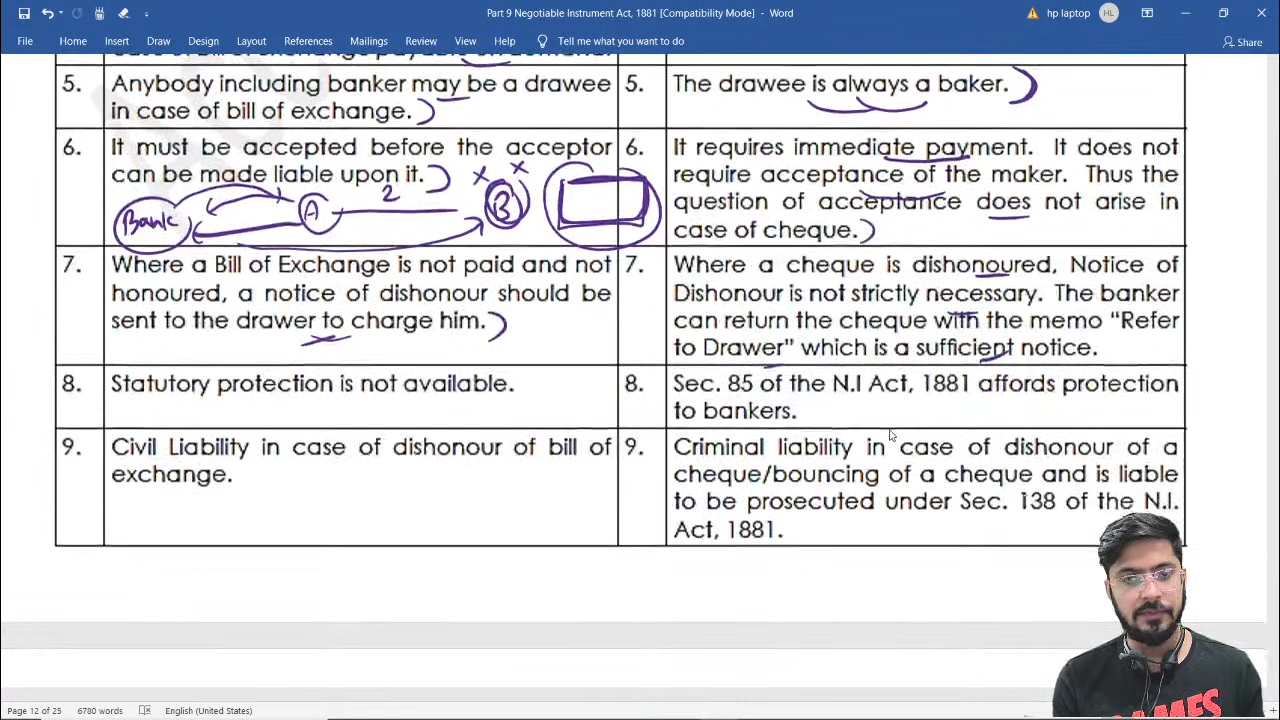 Part 9 Negotiable Instrument Act, 1881 [Compatibility Mode] - Word
hp laptop
HL
File Home Insert Draw Design Layout References Mailings Review View Help Tell me what you want to do
Share
5. Anybody including banker may be a drawee
in case of bill of exchange.
5. The drawee is always a baker.
6. It must be accepted before the acceptor
can be made liable upon it.
Bank A 2 B
6. It requires immediate payment. It does not
require acceptance of the maker. Thus the
question of acceptance does not arise in
case of cheque.
7. Where a Bill of Exchange is not paid and not
honoured, a notice of dishonour should be
sent to the drawer to charge him.
7. Where a cheque is dishonoured, Notice of
Dishonour is not strictly necessary. The banker
can return the cheque with the memo “Refer
to Drawer” which is a sufficient notice.
8. Statutory protection is not available.
8. Sec. 85 of the N.I Act, 1881 affords protection
to bankers.
9. Civil Liability in case of dishonour of bill of
exchange.
9. Criminal liability in case of dishonour of a
cheque/bouncing of a cheque and is liable
to be prosecuted under Sec. 138 of the N.I.
Act, 1881.
Page 12 of 25 6780 words English (United States)